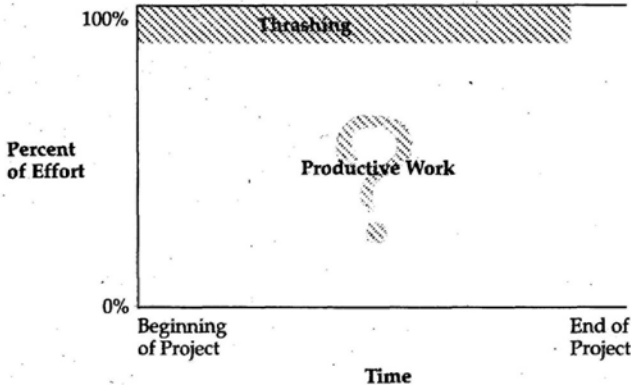 100%
Thrashing
Percent
of Effort
Productive Work
?
0%
Beginning
of Project
End of
Project
Time